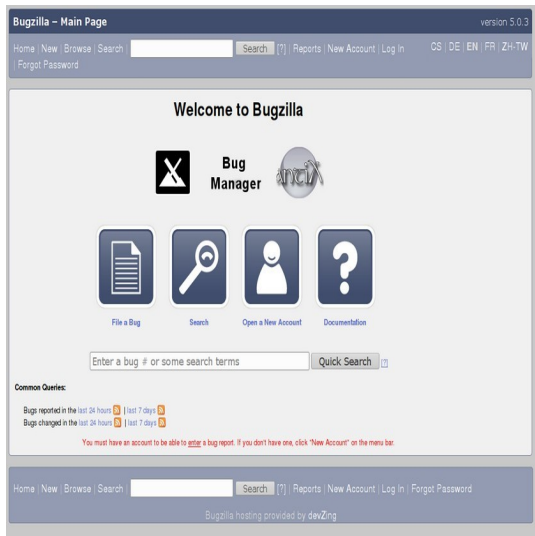 Bugzilla – Main Page
version 5.0.3
Home | New | Browse | Search | Search [?] | Reports | New Account | Log In
| Forgot Password
CS | DE | EN | FR | ZH-TW
Welcome to Bugzilla
Bug
Manager
antiX
File a Bug
Search
Open a New Account
Documentation
Enter a bug # or some search terms
Quick Search [?]
Common Queries:
Bugs reported in the last 24 hours | last 7 days
Bugs changed in the last 24 hours | last 7 days
You must have an account to be able to enter a bug report. If you don't have one, click "New Account" on the menu bar.
Home | New | Browse | Search | Search [?] | Reports | New Account | Log In | Forgot Password
Bugzilla hosting provided by devZing